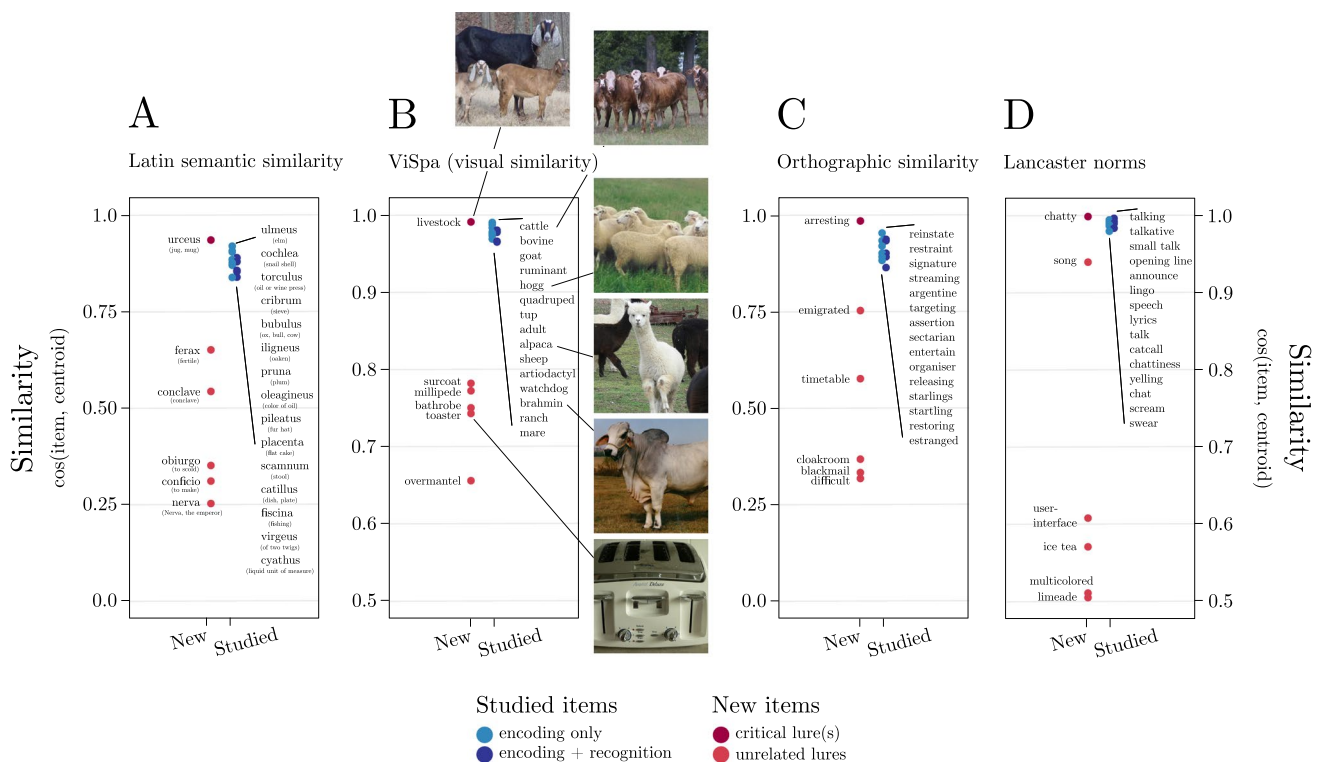 A
B
C
D
Latin semantic similarity
ViSpa (visual similarity)
Orthographic similarity
Lancaster norms
Similarity
cos(item, centroid)
1.0
0.75
0.50
0.25
0.0
urceus
(jug, mug)
ferax
(fertile)
conclave
(conclave)
obiurgo
(to scold)
conficio
(to make)
nerva
(Nerva, the emperor)
ulmeus
(elm)
cochlea
(snail shell)
torculus
(oil or wine press)
cribrum
(sieve)
bubulus
(ox, bull, cow)
iligneus
(oaken)
pruna
(plum)
oleagineus
(color of oil)
pileatus
(fur hat)
placenta
(flat cake)
scamnum
(stool)
catillus
(dish, plate)
fiscina
(fishing)
virgeus
(of two twigs)
cyathus
(liquid unit of measure)
New
Studied
1.0
0.9
0.8
0.7
0.6
0.5
livestock
surcoat
millipede
bathrobe
toaster
overmantel
cattle
bovine
goat
ruminant
hogg
quadruped
tup
adult
alpaca
sheep
artiodactyl
watchdog
brahmin
ranch
mare
New
Studied
1.0
0.75
0.50
0.25
0.0
arresting
emigrated
timetable
cloakroom
blackmail
difficult
reinstate
restraint
signature
streaming
argentine
targeting
assertion
sectarian
entertain
organiser
releasing
starlings
startling
restoring
estranged
New
Studied
chatty
song
user-
interface
ice tea
multicolored
limeade
talking
talkative
small talk
opening line
announce
lingo
speech
lyrics
talk
catcall
chattiness
yelling
chat
scream
swear
New
Studied
1.0
0.9
0.8
0.7
0.6
0.5
cos(item, centroid)
Similarity
Studied items
encoding only
encoding + recognition
New items
critical lure(s)
unrelated lures